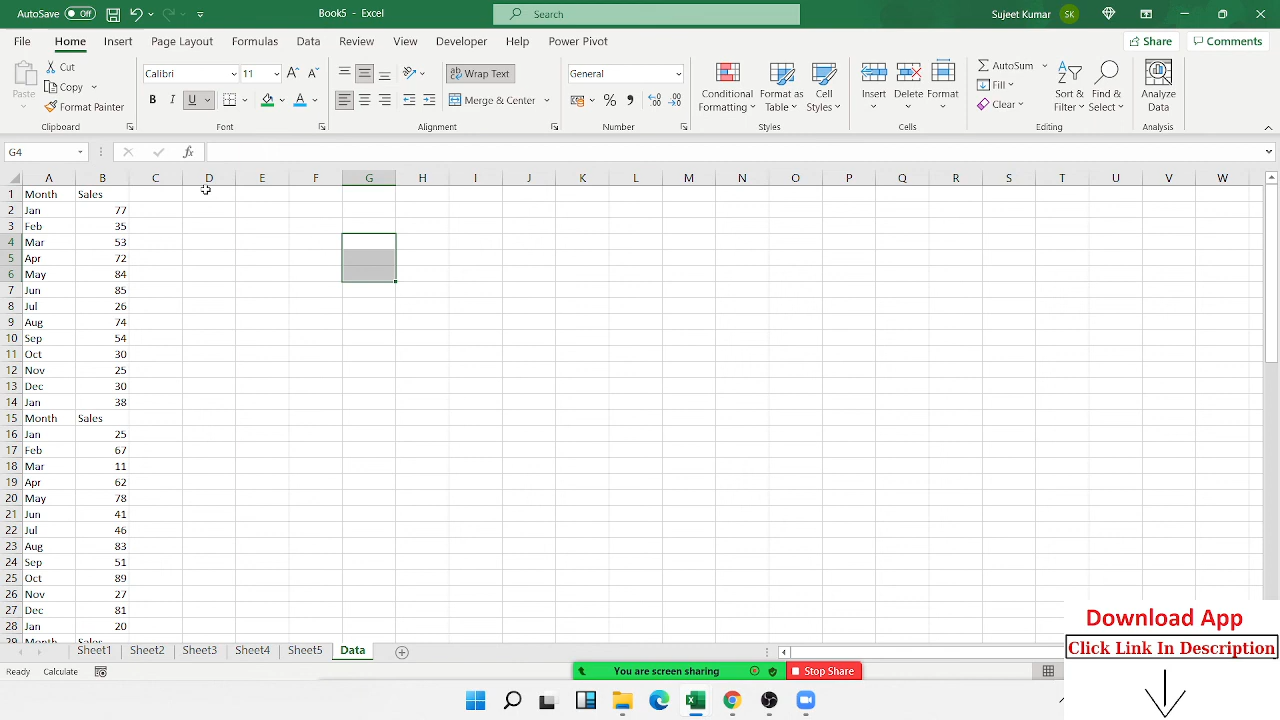 AutoSave Off Book5 - Excel Search Sujeet Kumar SK
File Home Insert Page Layout Formulas Data Review View Developer Help Power Pivot Share Comments
Paste Cut Copy Format Painter Clipboard
Calibri 11 B I U Font
ab Wrap Text Merge & Center Alignment
General % , Number
Conditional Formatting Format as Table Cell Styles Styles
Insert Delete Format Cells
AutoSum Fill Clear Sort & Filter Find & Select Editing
Analyze Data Analysis
G4 fx
A B C D E F G H I J K L M N O P Q R S T U V W
1 Month Sales
2 Jan 77
3 Feb 35
4 Mar 53
5 Apr 72
6 May 84
7 Jun 85
8 Jul 26
9 Aug 74
10 Sep 54
11 Oct 30
12 Nov 25
13 Dec 30
14 Jan 38
15 Month Sales
16 Jan 25
17 Feb 67
18 Mar 11
19 Apr 62
20 May 78
21 Jun 41
22 Jul 46
23 Aug 83
24 Sep 51
25 Oct 89
26 Nov 27
27 Dec 81
28 Jan 20
29 Month Sales
Sheet1 Sheet2 Sheet3 Sheet4 Sheet5 Data
Ready Calculate You are screen sharing Stop Share
Download App
Click Link In Description